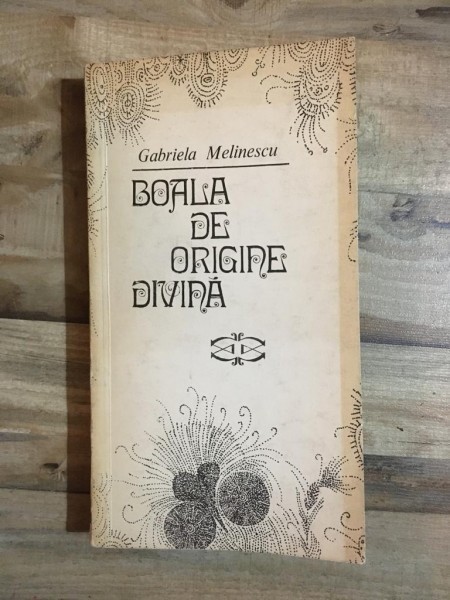 Gabriela Melinescu
BOALA
DE
ORIGINE
DIVINĂ